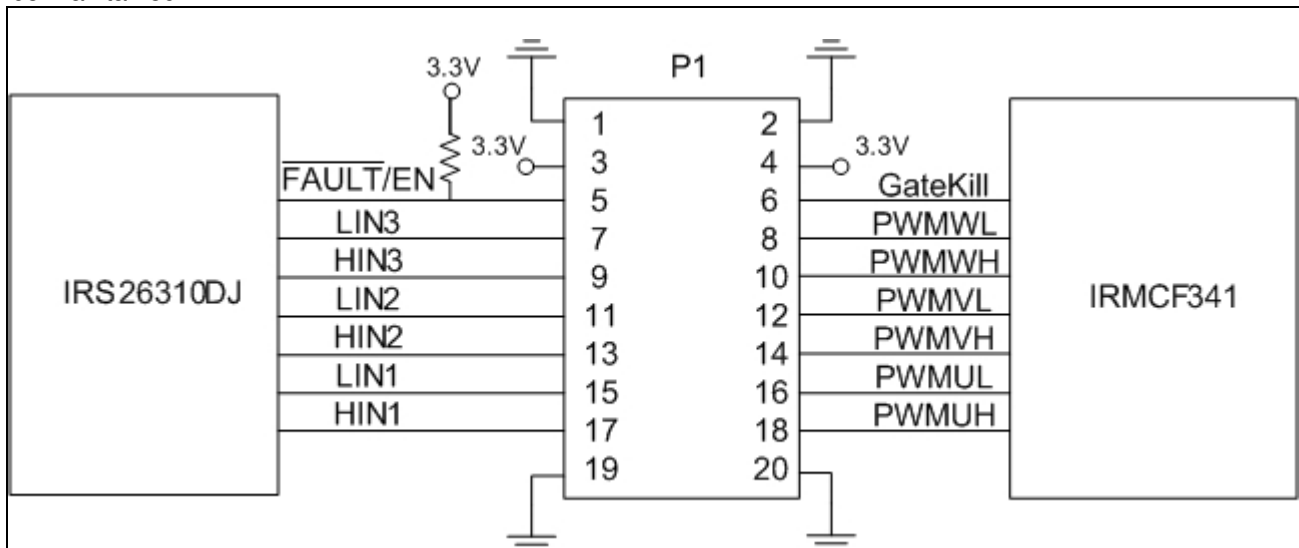 P1
3.3V
1 2
3.3V 3 4 3.3V
FAULT/EN 5 6 GateKill
LIN3 7 8 PWMWL
HIN3 9 10 PWMWH
IRS26310DJ LIN2 11 12 PWMVL IRMCF341
HIN2 13 14 PWMVH
LIN1 15 16 PWMUL
HIN1 17 18 PWMUH
19 20